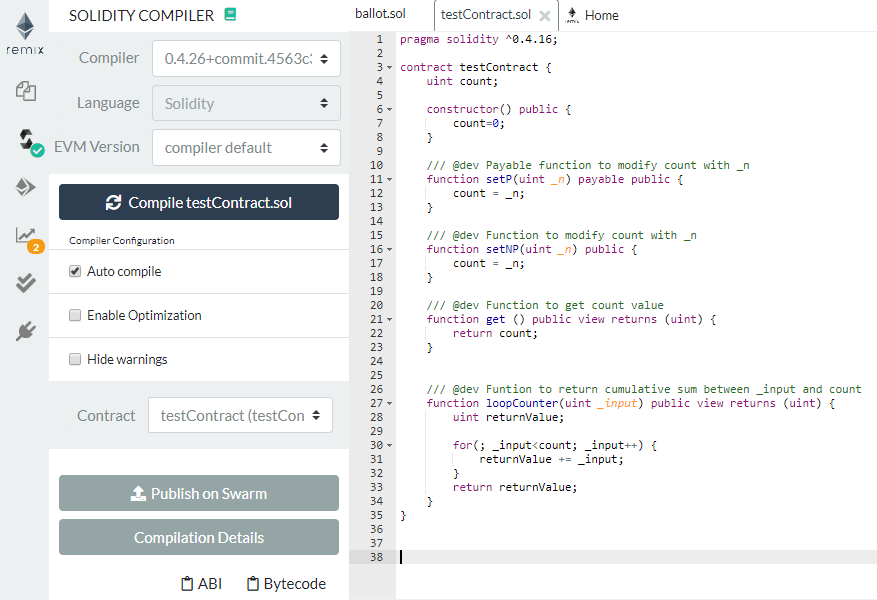 SOLIDITY COMPILER
remix
Compiler
0.4.26+commit.4563c3
Language
Solidity
EVM Version
compiler default
Compile testContract.sol
2
Compiler Configuration
Auto compile
Enable Optimization
Hide warnings
Contract
testContract (testCon
Publish on Swarm
Compilation Details
ABI
Bytecode
ballot.sol
testContract.sol
Home
1 pragma solidity ^0.4.16;
2
3 contract testContract {
4 uint count;
5
6 constructor() public {
7 count=0;
8 }
9
10 /// @dev Payable function to modify count with _n
11 function setP(uint _n) payable public {
12 count = _n;
13 }
14
15 /// @dev Function to modify count with _n
16 function setNP(uint _n) public {
17 count = _n;
18 }
19
20 /// @dev Function to get count value
21 function get () public view returns (uint) {
22 return count;
23 }
24
25
26 /// @dev Funtion to return cumulative sum between _input and count
27 function loopCounter(uint _input) public view returns (uint) {
28 uint returnValue;
29
30 for(; _input<count; _input++) {
31 returnValue += _input;
32 }
33 return returnValue;
34 }
35 }
36
37
38